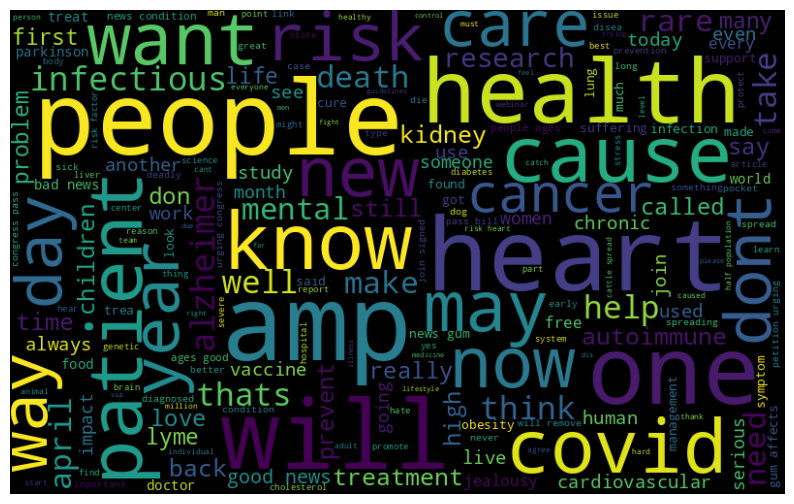 person
treat
news condition
man
point
link
healthy
control
must
trying
disea
issue
rare
many
first
parkinson
want
risk
state
great
care
best
prevention
today
even
every
body
infectious
life
death
case
everyone
research
long
support
problem
risk factor
people
see
cure
men
might
feel
guidelines
webinar
health
lung
much
level
protect
take
come
die
fight
kidney
type
people ages
suffering
infection
made
another
use
someone
cause
stress
say
sick
science
cant
deadly
liver
bad news
don
study
new
diabetes
catch
article
world
month
found
something
pocket
congress pass
center
work
mental
still
got
dog
cancer
called
spread
team
reason
due
look
urging congress
know
women
pass bill
chronic
day
patient
year
children
alzheimer
far
heart
risk heart
join signed
cattle spread
half population
please
learn
dont
thing
said
report
well
make
part
join
caused
hear
right
severe
amp
may
early
help
used
spreading
time
trea
hospital
news gum
free
autoimmune
petition urging
always
genetic
food
ages good
vaccine
yes
medicine
really
system
now
one
dis
symptom
via
brain
better
thats
illness
going
think
management
need
way
april
impact
diagnosed
million
love
prevent
lifestyle
hate
high
obesity
human
condition
will
never
will remove
thank
serious
gum affects
animal
lyme
individual
adult
promote
hard
agree
covid
find
back
live
start
important
doctor
good news
cholesterol
treatment
jealousy
cardiovascular